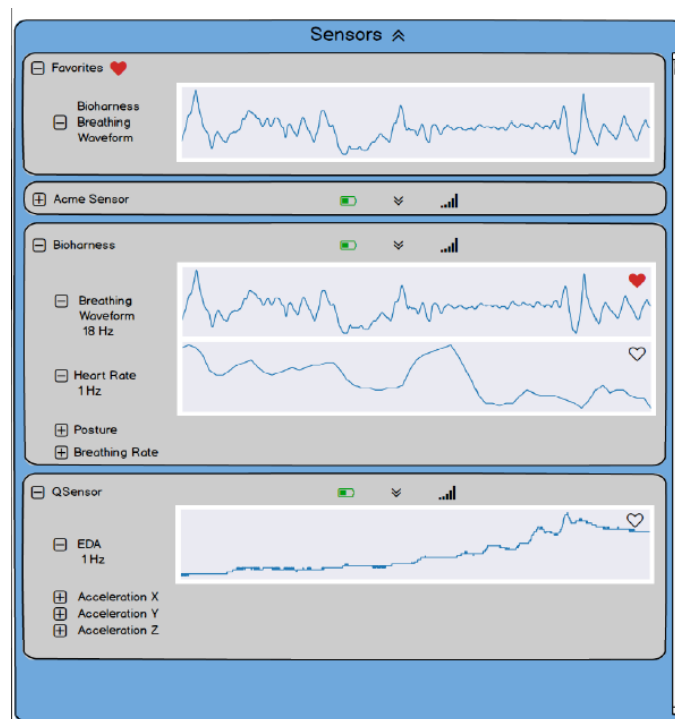 Sensors
Favorites
Bioharness
Breathing
Waveform
Acme Sensor
Bioharness
Breathing
Waveform
18 Hz
Heart Rate
1 Hz
Posture
Breathing Rate
QSensor
EDA
1 Hz
Acceleration X
Acceleration Y
Acceleration Z